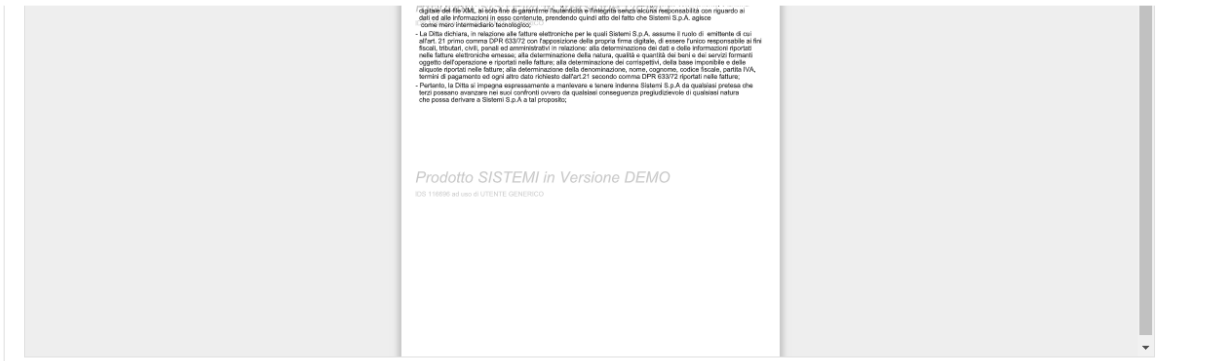 digitale del file XML, al solo fine di garantirne l'autenticità e l'integrità senza alcuna responsabilità con riguardo ai
dati ed alle informazioni in esso contenute, prendendo quindi atto del fatto che Sistemi S.p.A. agisce
come mero intermediario tecnologico;
- La Ditta dichiara, in relazione alle fatture elettroniche per le quali Sistemi S.p.A. assume il ruolo di emittente di cui
all'art. 21 primo comma DPR 633/72 con l'apposizione della propria firma digitale, di essere l'unico responsabile ai fini
fiscali, tributari, civili, penali ed amministrativi in relazione: alla determinazione dei dati e delle informazioni riportati
nelle fatture elettroniche emesse; alla determinazione della natura, qualità e quantità dei beni e dei servizi formanti
oggetto dell'operazione e riportati nelle fatture; alla determinazione dei corrispettivi, della base imponibile e delle
aliquote riportati nelle fatture; alla determinazione della denominazione, nome, cognome, codice fiscale, partita IVA,
termini di pagamento ed ogni altro dato richiesto dall'art.21 secondo comma DPR 633/72 riportati nelle fatture;
- Pertanto, la Ditta si impegna espressamente a manlevare e tenere indenne Sistemi S.p.A da qualsiasi pretesa che
terzi possano avanzare nei suoi confronti ovvero da qualsiasi conseguenza pregiudizievole di qualsiasi natura
che possa derivare a Sistemi S.p.A a tal proposito;
Prodotto SISTEMI in Versione DEMO
ad uso di UTENTE GENERICO